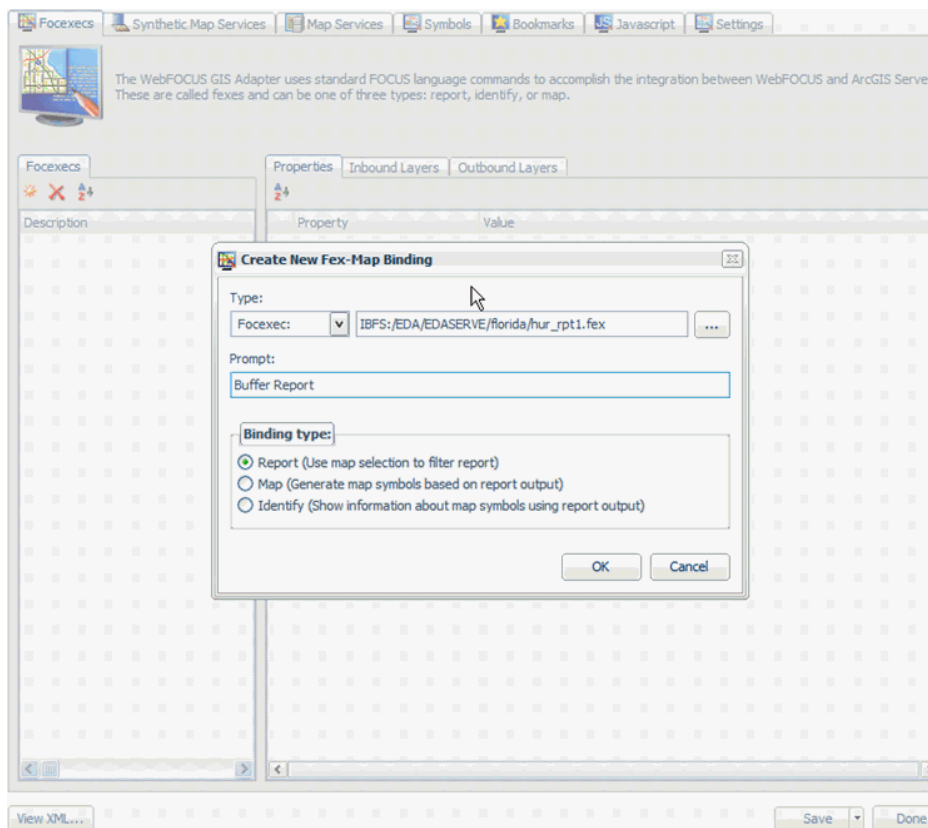 Focexecs Synthetic Map Services Map Services Symbols Bookmarks Javascript Settings
The WebFOCUS GIS Adapter uses standard FOCUS language commands to accomplish the integration between WebFOCUS and ArcGIS Serve
These are called fexes and can be one of three types: report, identify, or map.
Focexecs
Properties Inbound Layers Outbound Layers
Description
Property Value
Create New Fex-Map Binding
Type:
Focexec: IBFS:/EDA/EDASERVE/florida/hur_rpt1.fex ...
Prompt:
Buffer Report
Binding type:
Report (Use map selection to filter report)
Map (Generate map symbols based on report output)
Identify (Show information about map symbols using report output)
OK Cancel
View XML... Save Done